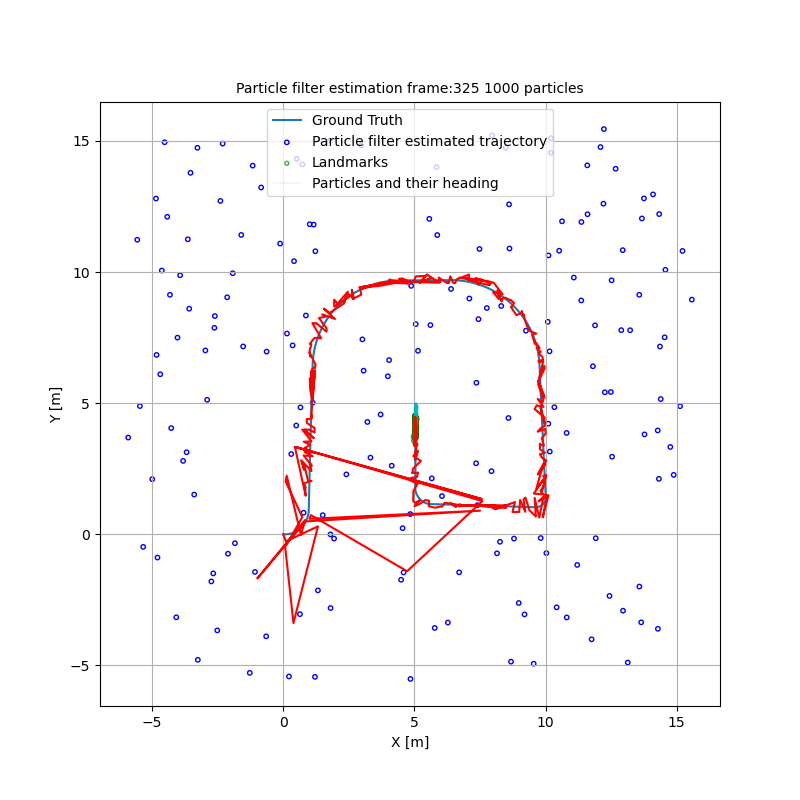 Particle filter estimation frame:325 1000 particles
Ground Truth
Particle filter estimated trajectory
Landmarks
Particles and their heading
15
10
5
0
−5
Y [m]
−5 0 5 10 15
X [m]